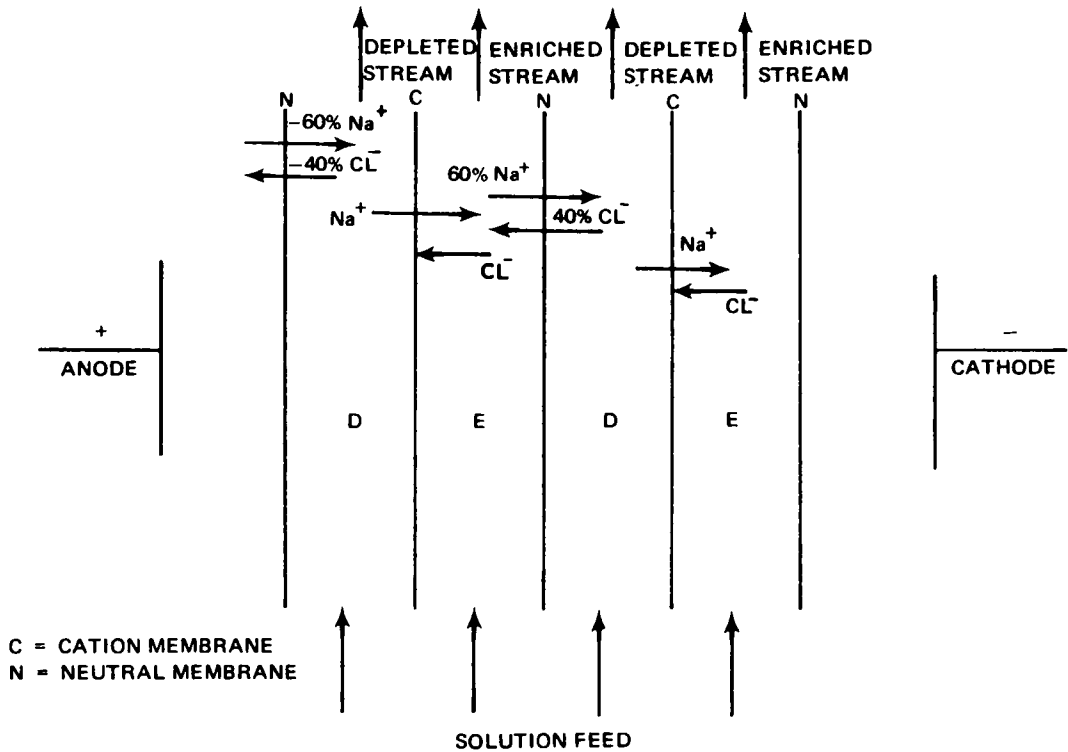 DEPLETED STREAM
ENRICHED STREAM
DEPLETED STREAM
ENRICHED STREAM
N
C
N
C
N
–60% Na+
–40% CL–
60% Na+
40% CL–
Na+
CL–
Na+
CL–
+
ANODE
–
CATHODE
D
E
D
E
C = CATION MEMBRANE
N = NEUTRAL MEMBRANE
SOLUTION FEED